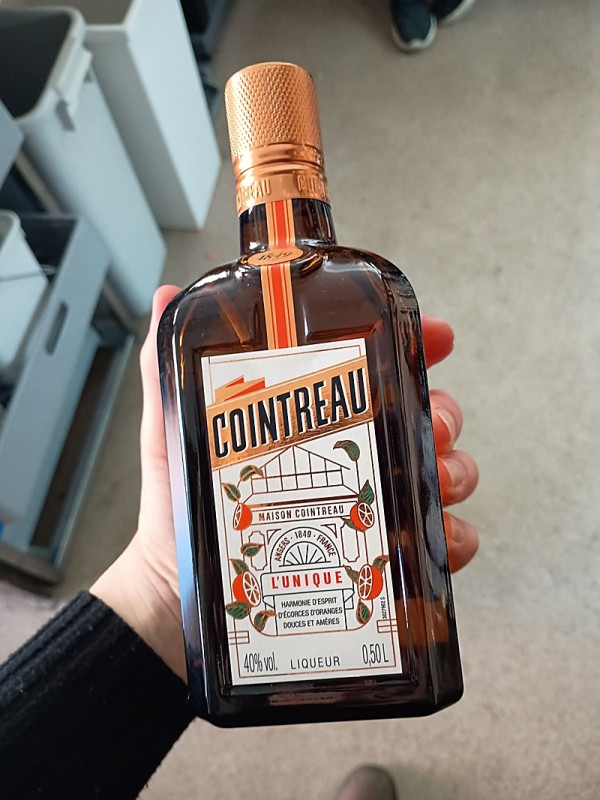 1849
COINTREAU
MAISON COINTREAU
ANGERS · 1849 · FRANCE
L'UNIQUE
HARMONIE D'ESPRIT
D'ÉCORCES D'ORANGES
DOUCES ET AMÈRES
40% vol. LIQUEUR 0,50 L